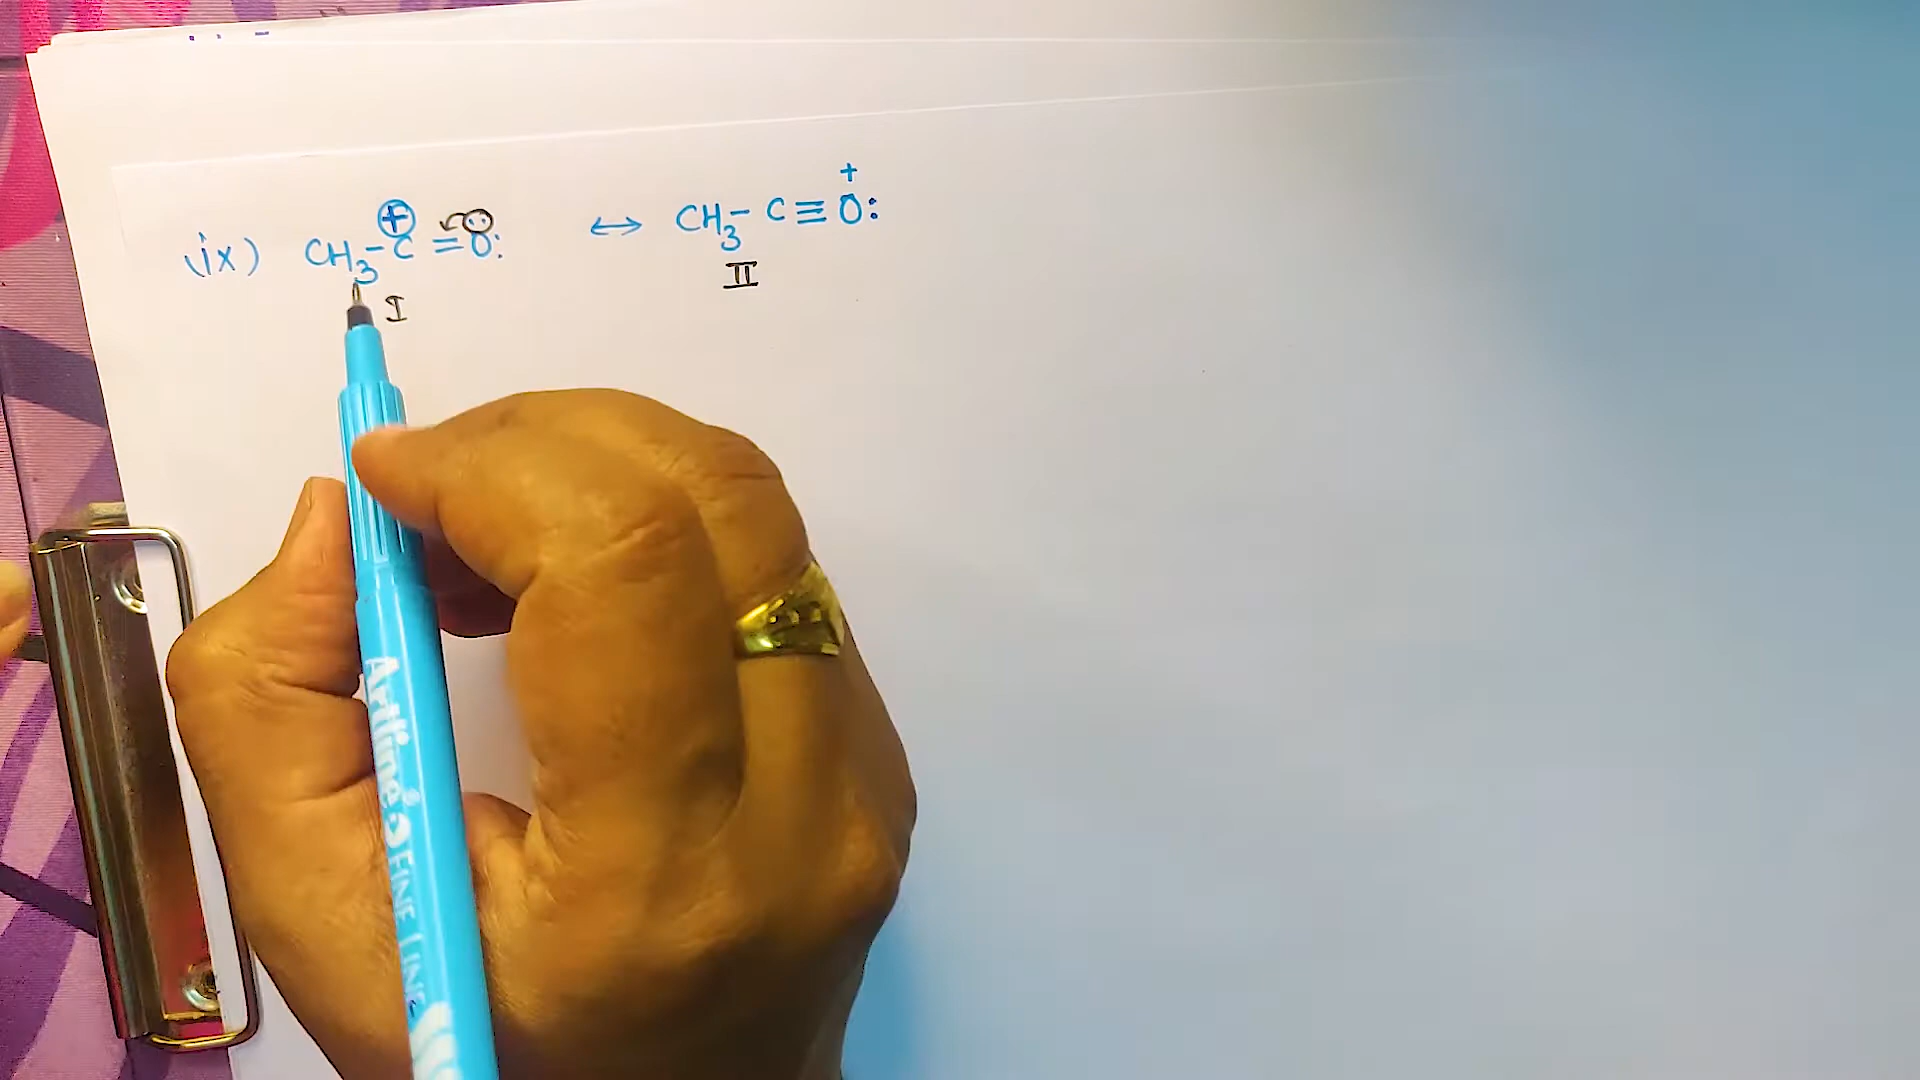 (ix) CH₃-C⊕=Ö: ↔ CH₃-C≡O⁺:
I II
Artline FINE LINE